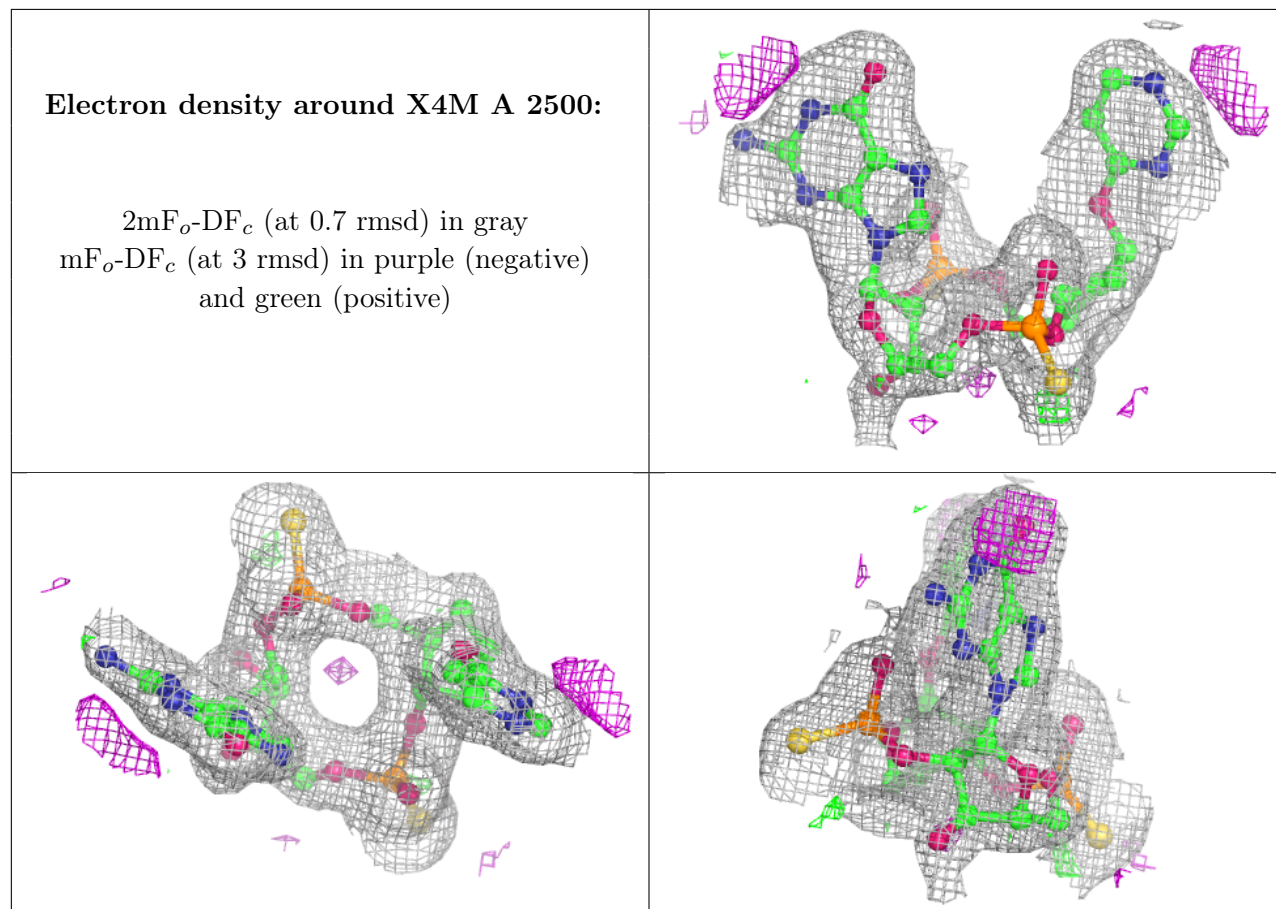 Electron density around X4M A 2500:
2mFo-DFc (at 0.7 rmsd) in gray
mFo-DFc (at 3 rmsd) in purple (negative)
and green (positive)